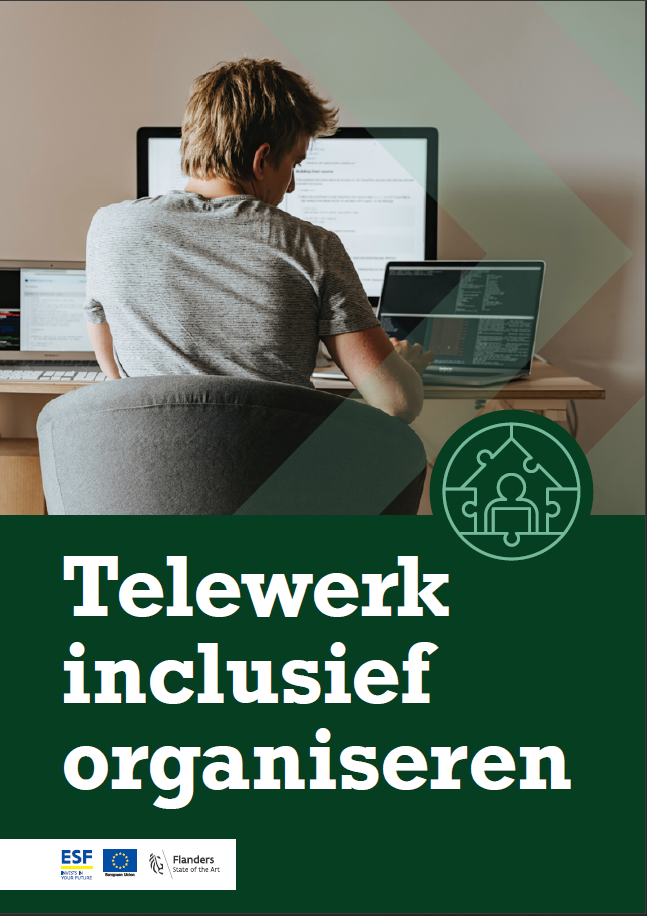 Telewerk
inclusief
organiseren
ESF
INVESTS IN
YOUR FUTURE
European Union
Flanders
State of the Art